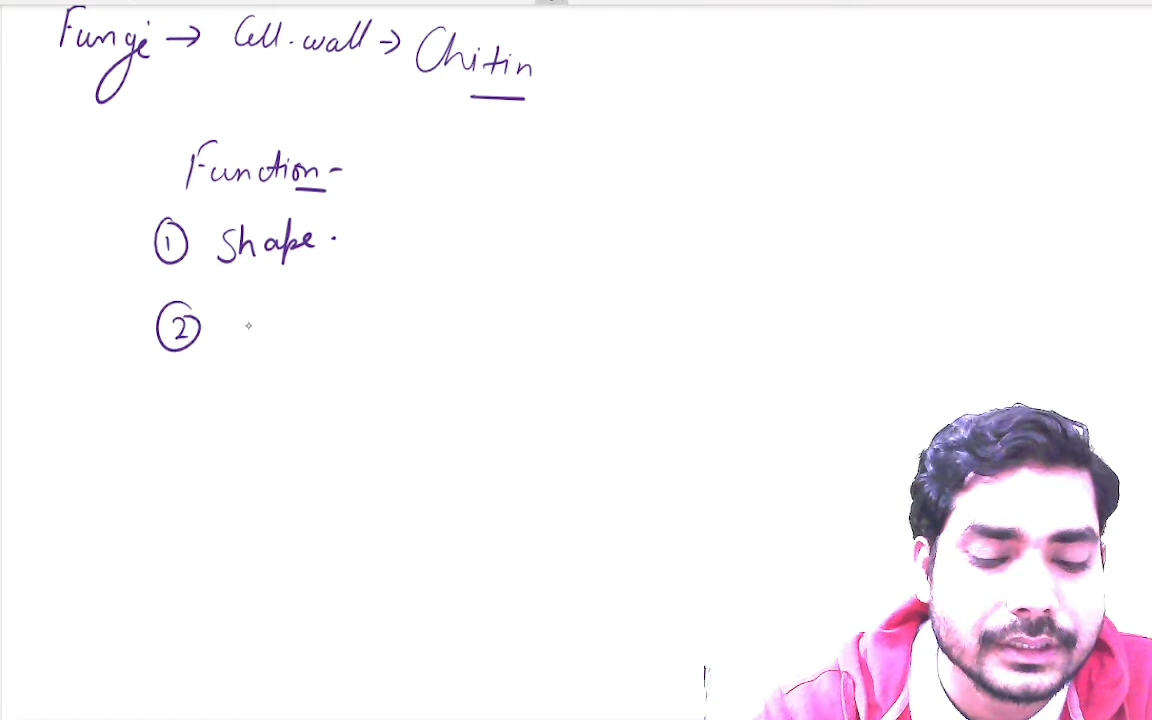 Fungi → Cell-wall → Chitin
Function -
① Shape.
②